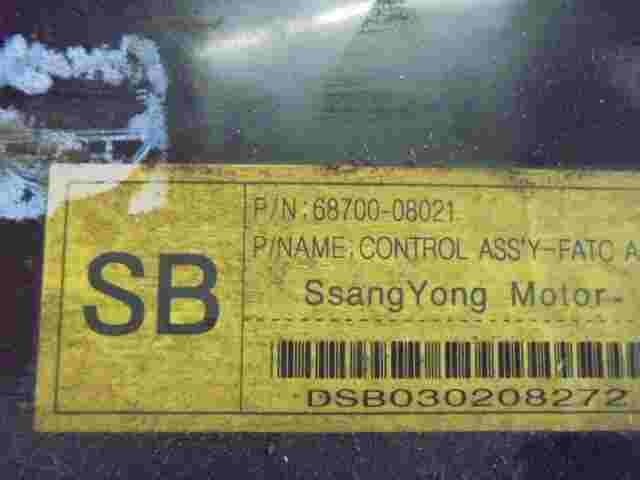 P/N:68700-08021
P/NAME:CONTROL ASS'Y-FATC A
SB
SsangYong Motor
DSB030208272